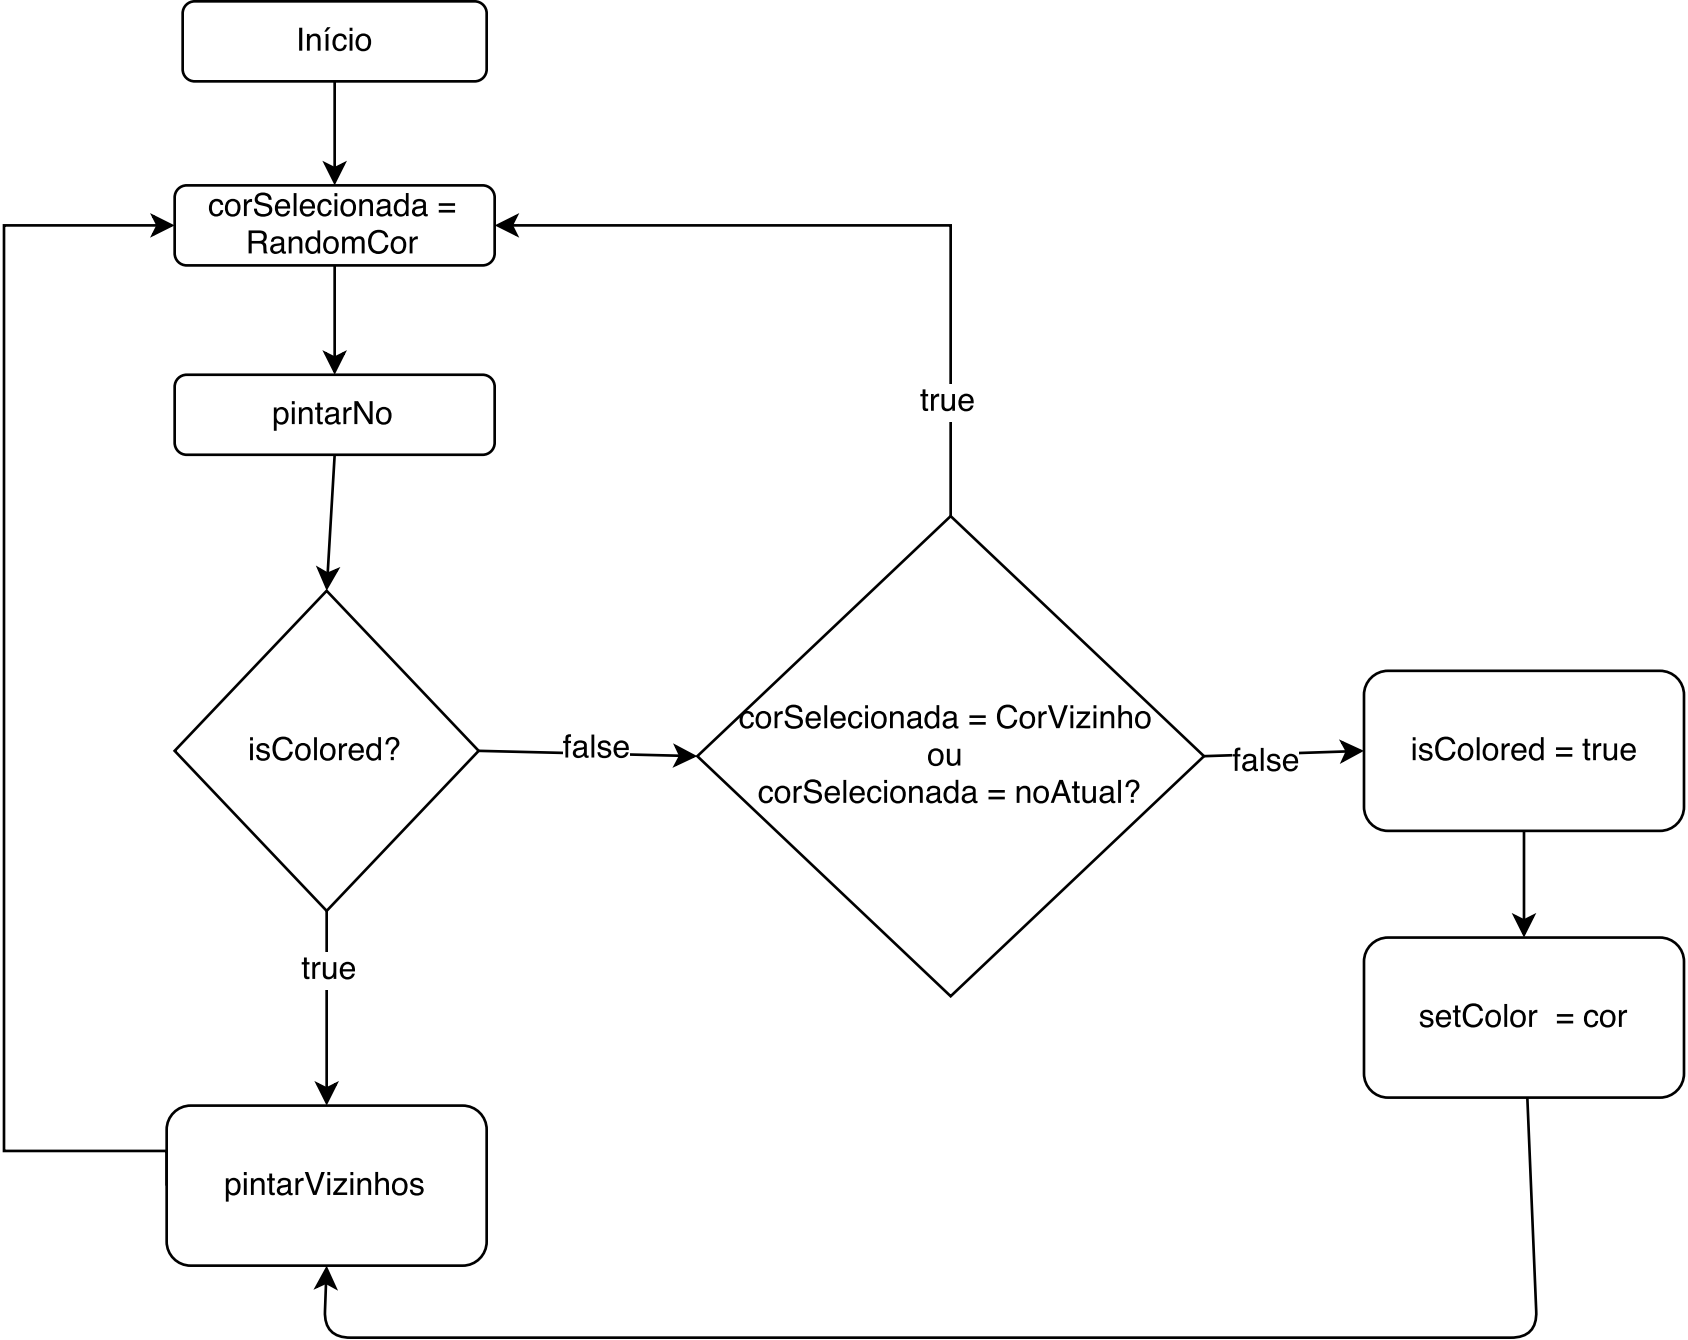 Início
corSelecionada =
RandomCor
pintarNo
true
isColored?
false
corSelecionada = CorVizinho
ou
corSelecionada = noAtual?
false
isColored = true
true
setColor  = cor
pintarVizinhos